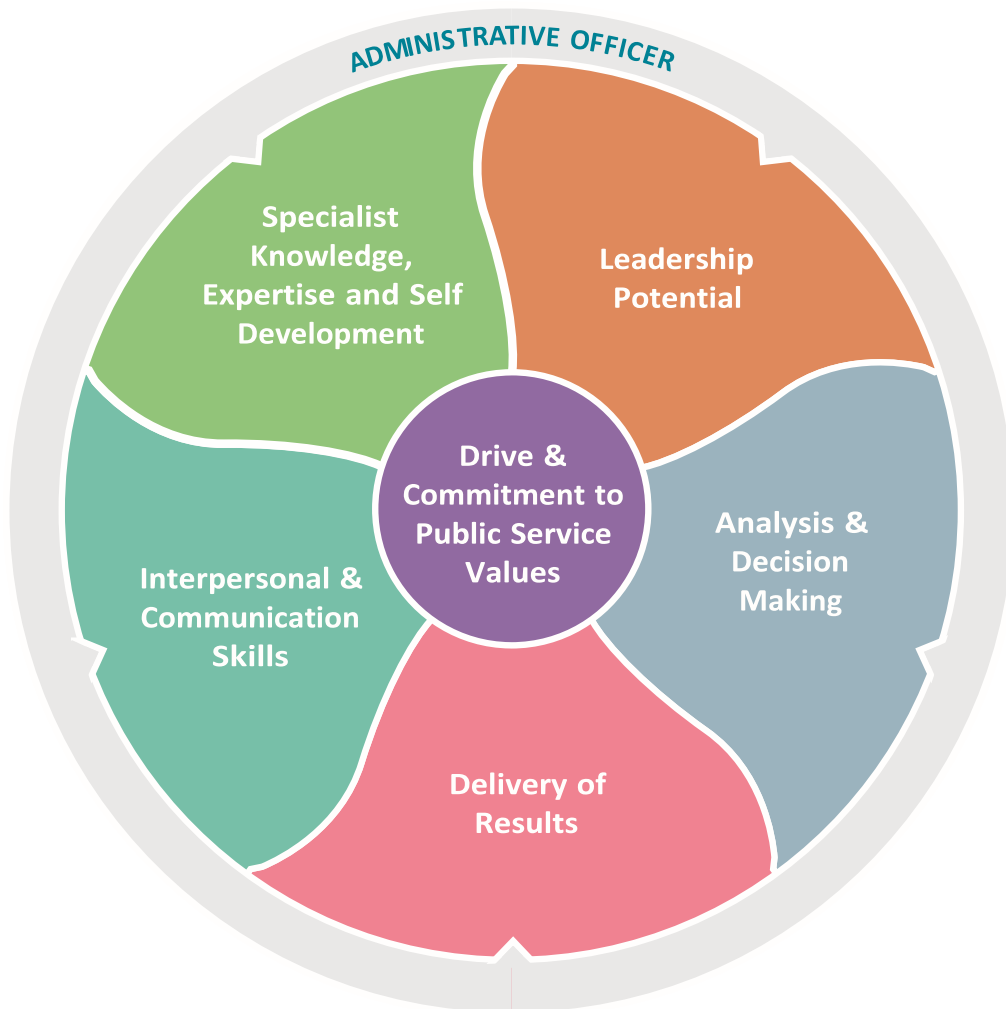 ADMINISTRATIVE OFFICER
Specialist
Knowledge,
Expertise and Self
Development
Leadership
Potential
Drive &
Commitment to
Public Service
Values
Analysis &
Decision
Making
Interpersonal &
Communication
Skills
Delivery of
Results